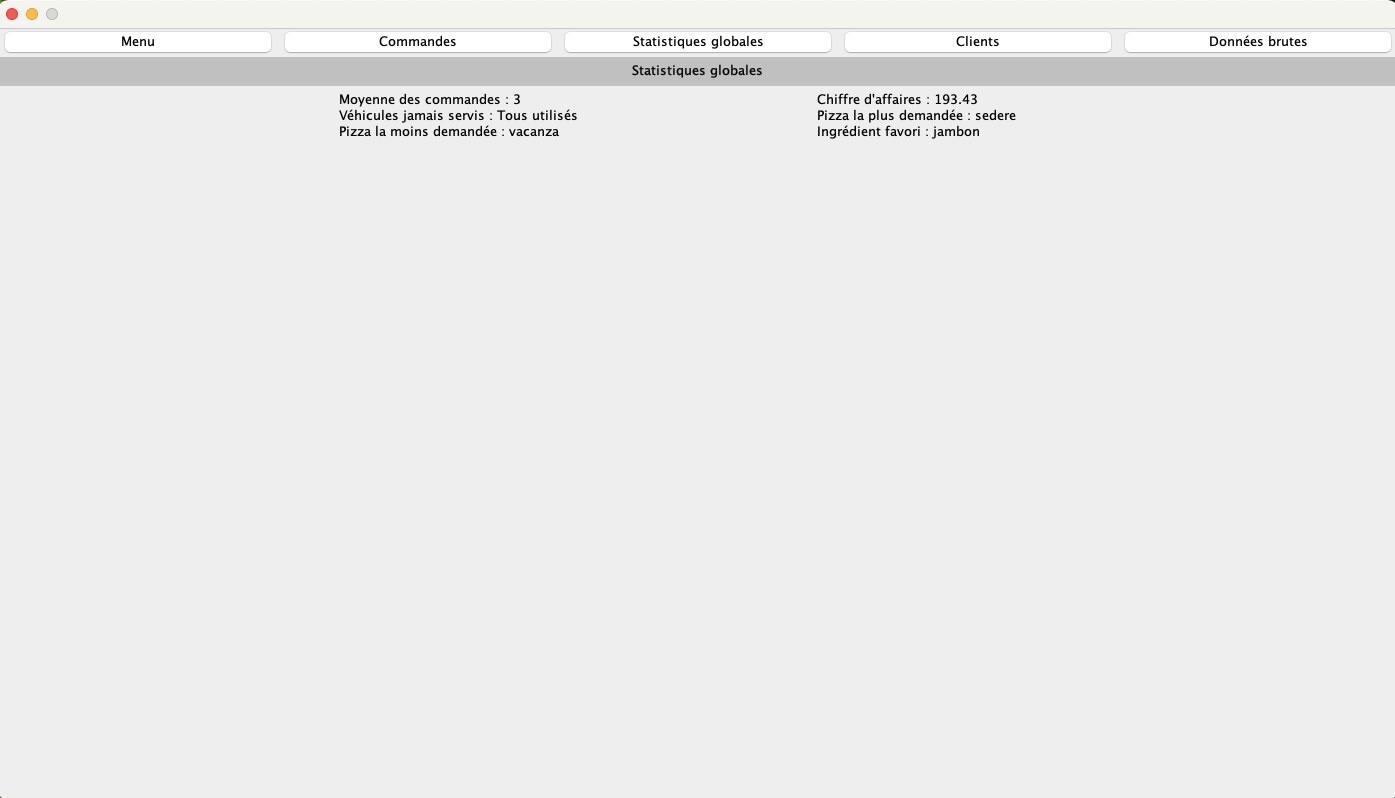 Menu
Commandes
Statistiques globales
Clients
Données brutes
Statistiques globales
Moyenne des commandes : 3
Véhicules jamais servis : Tous utilisés
Pizza la moins demandée : vacanza
Chiffre d'affaires : 193.43
Pizza la plus demandée : sedere
Ingrédient favori : jambon